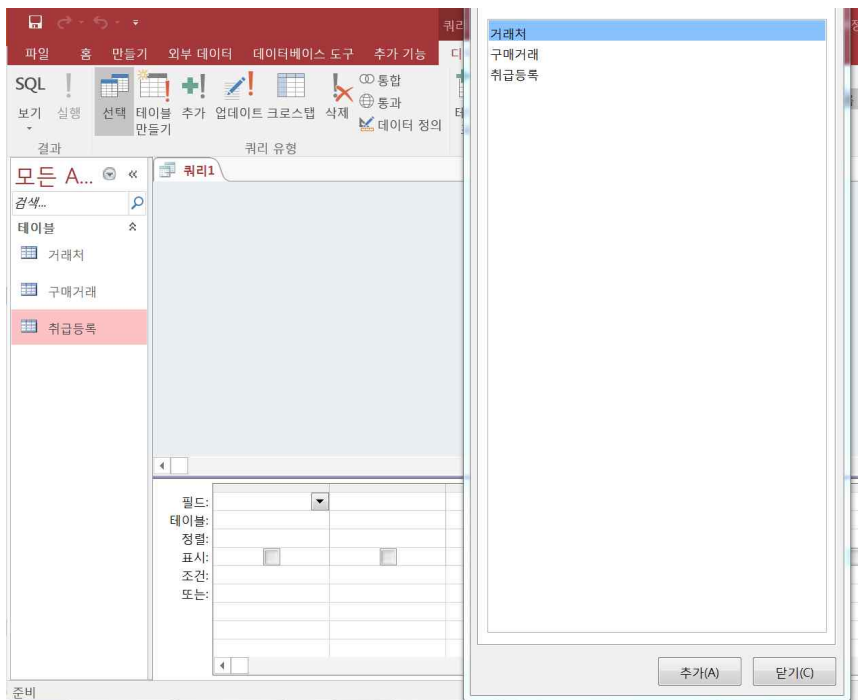 쿼리
파일 홈 만들기 외부 데이터 데이터베이스 도구 추가 기능 디
SQL
보기 실행 선택 테이블 만들기 추가 업데이트 크로스탭 삭제
통합
통과
데이터 정의
결과 쿼리 유형
모든 A...
쿼리1
검색...
테이블
거래처
구매거래
취급등록
필드:
테이블:
정렬:
표시:
조건:
또는:
준비
거래처
구매거래
취급등록
추가(A) 닫기(C)